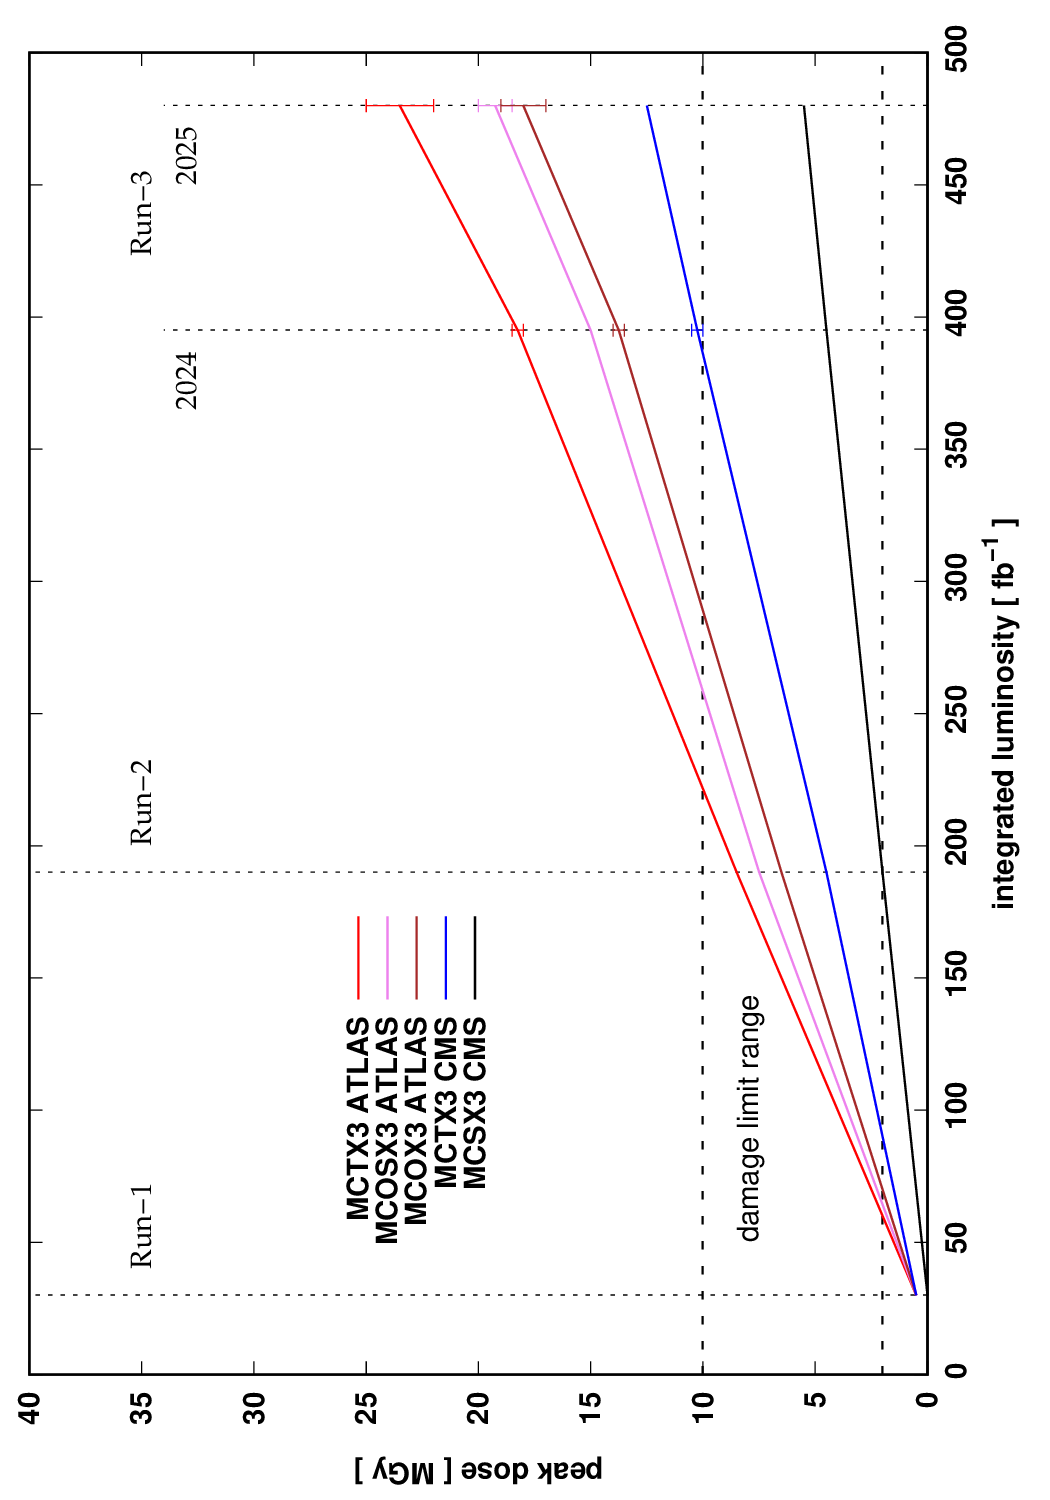 Run−1
Run−2
Run−3
2024
2025
MCTX3 ATLAS
MCOSX3 ATLAS
MCOX3 ATLAS
MCTX3 CMS
MCSX3 CMS
damage limit range
peak dose [ MGy ]
40
35
30
25
20
15
10
5
0
0 50 100 150 200 250 300 350 400 450 500
integrated luminosity [ fb⁻¹ ]